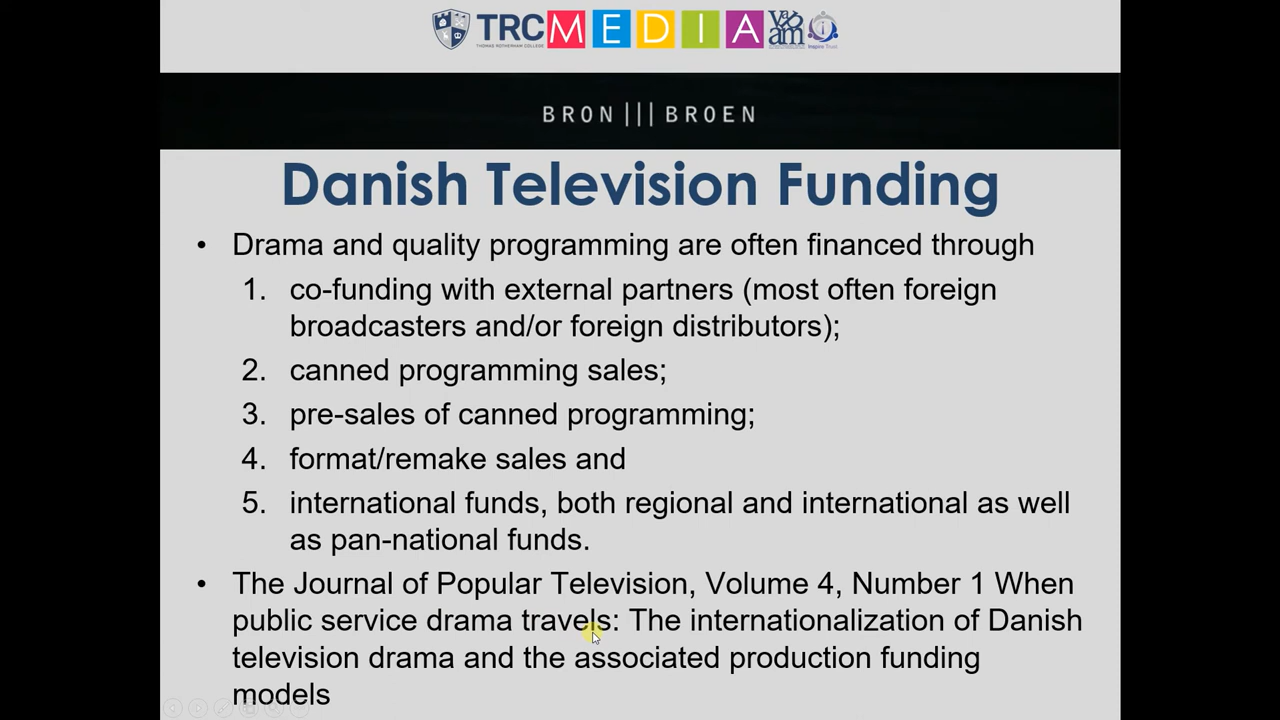 TRC MEDIA
THOMAS ROTHERHAM COLLEGE
Inspire Trust
BRON ||| BROEN
Danish Television Funding
• Drama and quality programming are often financed through
1. co-funding with external partners (most often foreign
broadcasters and/or foreign distributors);
2. canned programming sales;
3. pre-sales of canned programming;
4. format/remake sales and
5. international funds, both regional and international as well
as pan-national funds.
• The Journal of Popular Television, Volume 4, Number 1 When
public service drama travels: The internationalization of Danish
television drama and the associated production funding
models